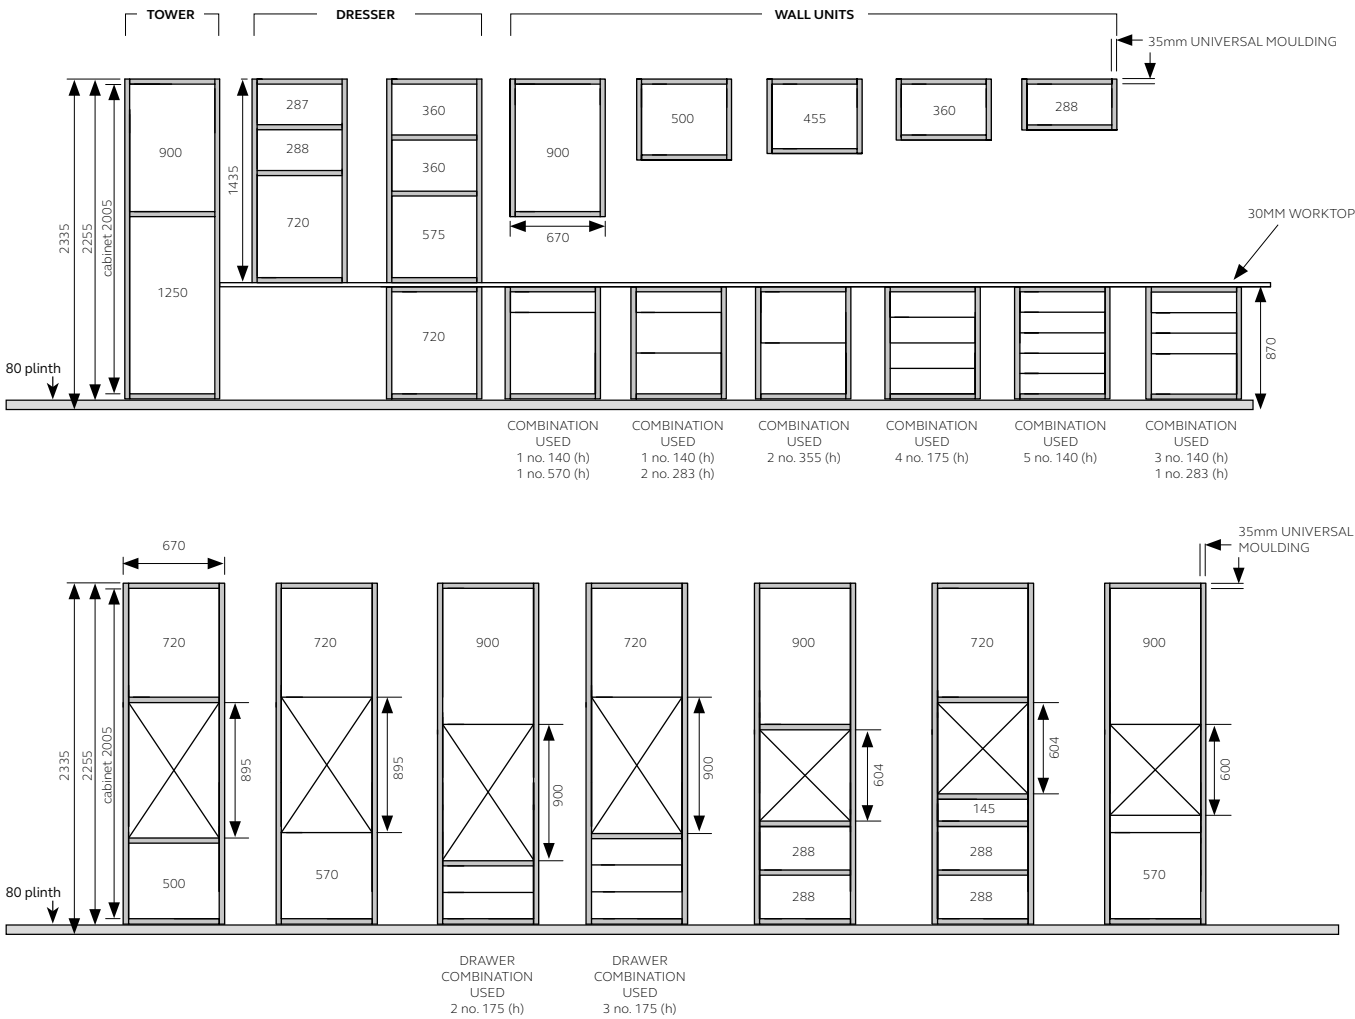 TOWER
DRESSER
WALL UNITS
35mm UNIVERSAL MOULDING
287
360
500
455
360
288
900
288
900
1435
360
2335
2255
cabinet 2005
720
575
670
30MM WORKTOP
1250
720
870
80 plinth
COMBINATION
USED
1 no. 140 (h)
1 no. 570 (h)
COMBINATION
USED
1 no. 140 (h)
2 no. 283 (h)
COMBINATION
USED
2 no. 355 (h)
COMBINATION
USED
4 no. 175 (h)
COMBINATION
USED
5 no. 140 (h)
COMBINATION
USED
3 no. 140 (h)
1 no. 283 (h)
670
35mm UNIVERSAL
MOULDING
720
720
900
720
900
720
900
2335
2255
cabinet 2005
895
895
900
900
604
604
600
145
288
288
500
570
288
288
570
80 plinth
DRAWER
COMBINATION
USED
2 no. 175 (h)
DRAWER
COMBINATION
USED
3 no. 175 (h)